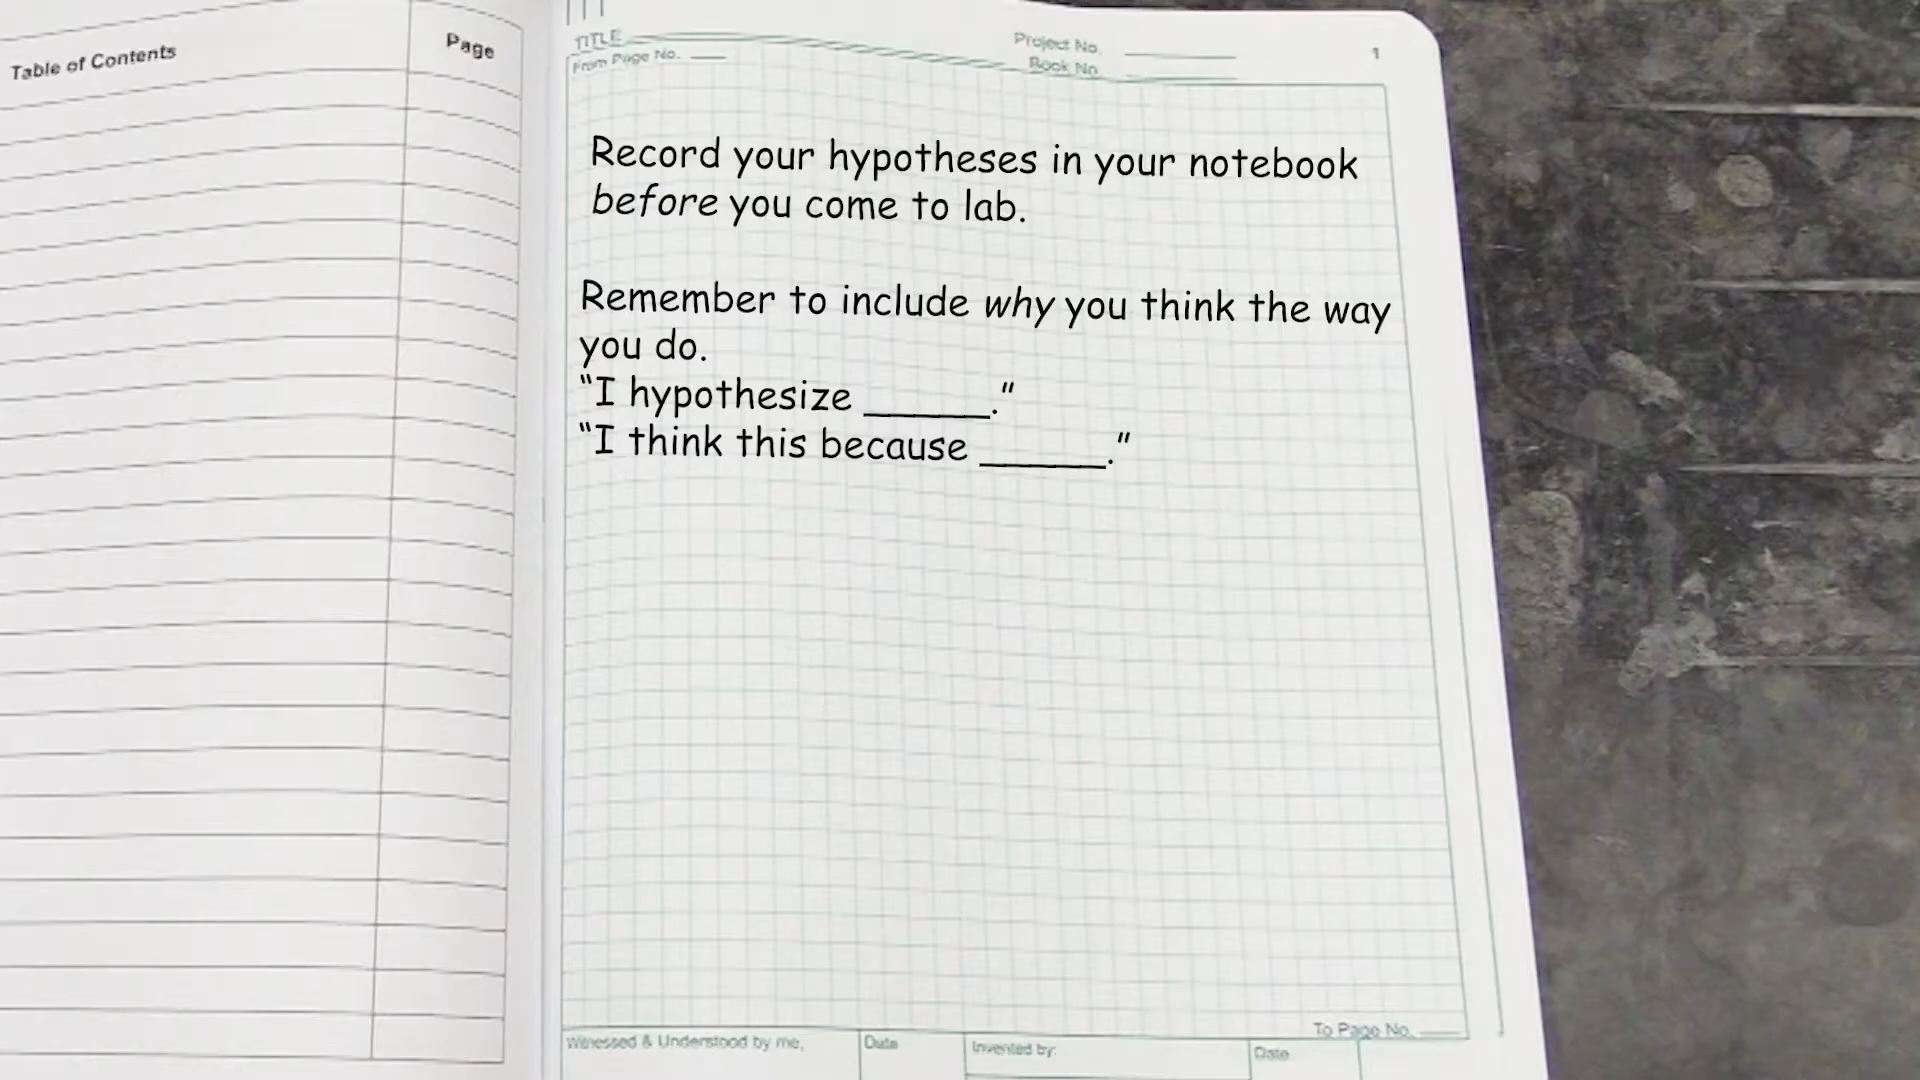 Table of Contents
Page
TITLE
From Page No.
Project No.
Book No.
1
Record your hypotheses in your notebook
before you come to lab.
Remember to include why you think the way
you do.
“I hypothesize ______.”
“I think this because ______.”
To Page No.
Witnessed & Understood by me,
Date
Invented by:
Date